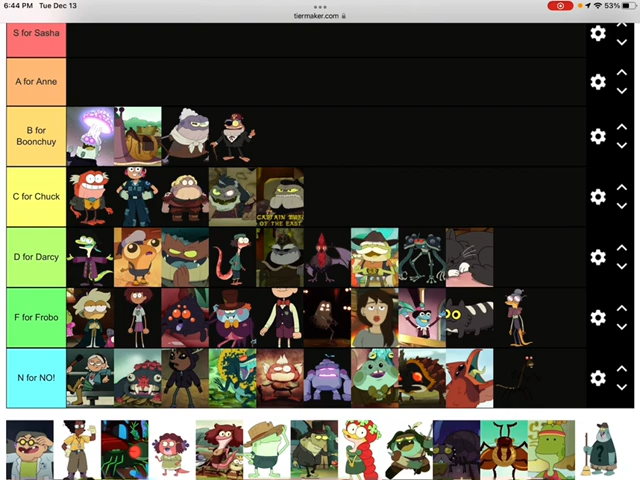 6:44 PM Tue Dec 13
53%
tiermaker.com
S for Sasha
A for Anne
B for
Boonchuy
C for Chuck
CAPTAIN
OF THE EAST
D for Darcy
F for Frobo
N for NO!